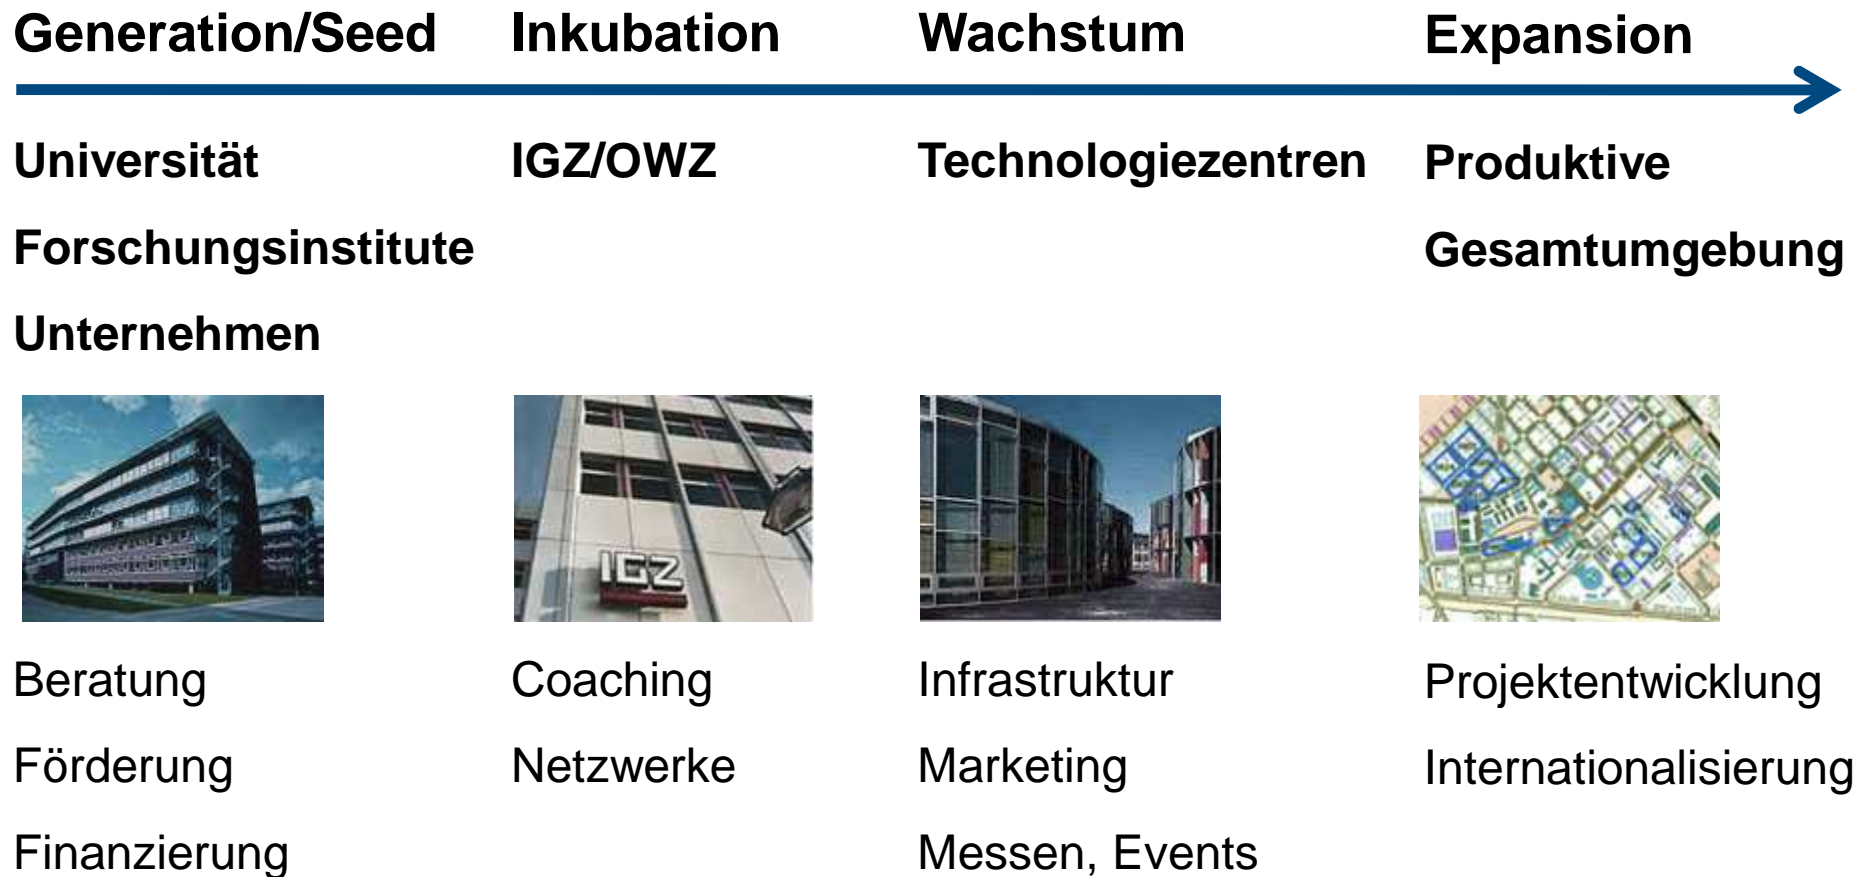 Generation/Seed
Inkubation
Wachstum
Expansion
Universität
Forschungsinstitute
Unternehmen
IGZ/OWZ
Technologiezentren
Produktive
Gesamtumgebung
IGZ
Beratung
Förderung
Finanzierung
Coaching
Netzwerke
Infrastruktur
Marketing
Messen, Events
Projektentwicklung
Internationalisierung